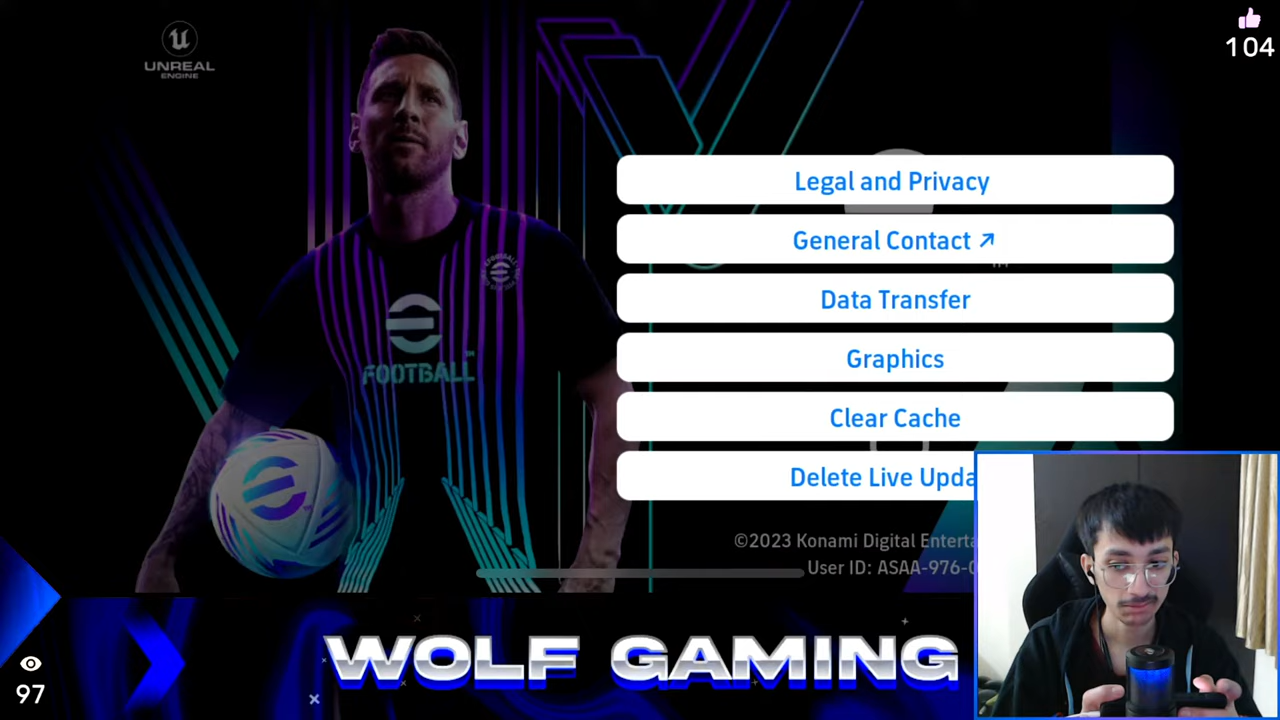 UNREAL
ENGINE
104
Legal and Privacy
General Contact ↗
Data Transfer
Graphics
Clear Cache
Delete Live Upda
FOOTBALL
©2023 Konami Digital Enterta
User ID: ASAA-976-0
WOLF GAMING
97